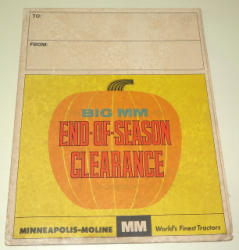 TO:
FROM:
BIG MM
END-OF-SEASON
CLEARANCE
MINNEAPOLIS-MOLINE MM World's Finest Tractors